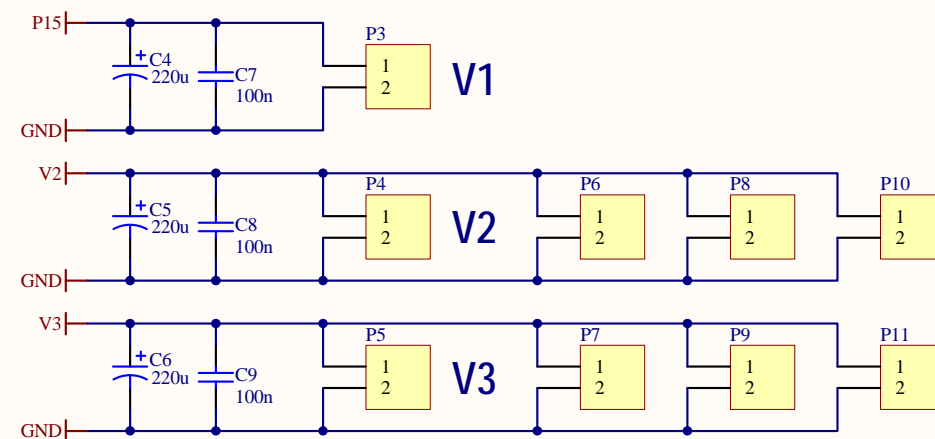 P15
P3
+ C4
220u
C7
100n
1
2
V1
GND
V2
P4
P6
P8
P10
+ C5
220u
C8
100n
1
2
V2
1
2
1
2
1
2
GND
V3
P5
P7
P9
P11
+ C6
220u
C9
100n
1
2
V3
1
2
1
2
1
2
GND